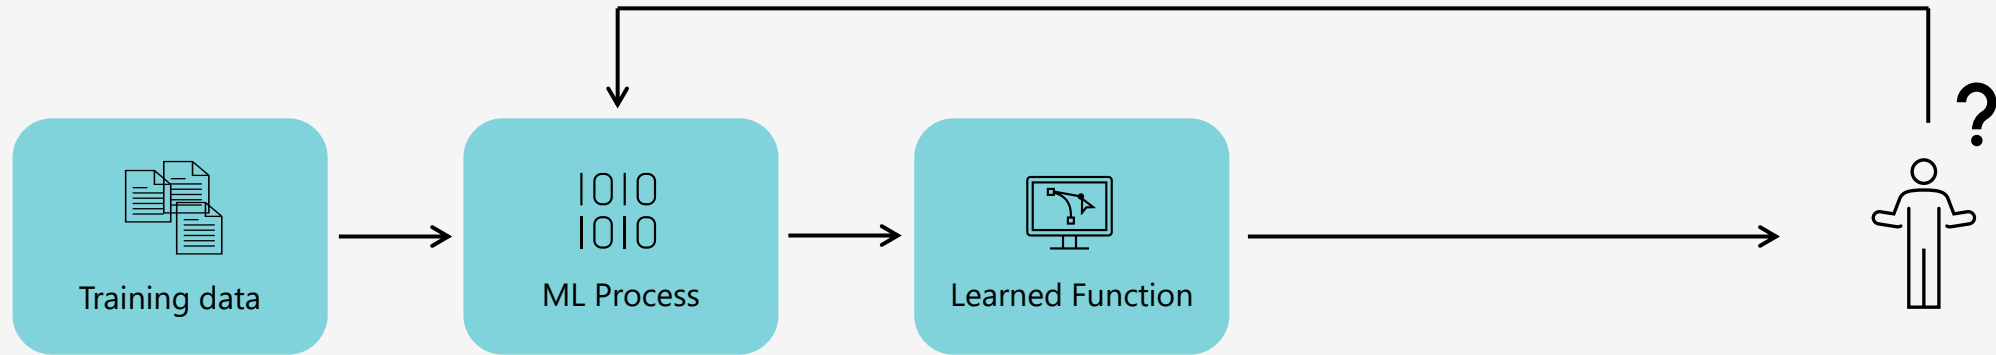 ?
1010
1010
Training data
ML Process
Learned Function